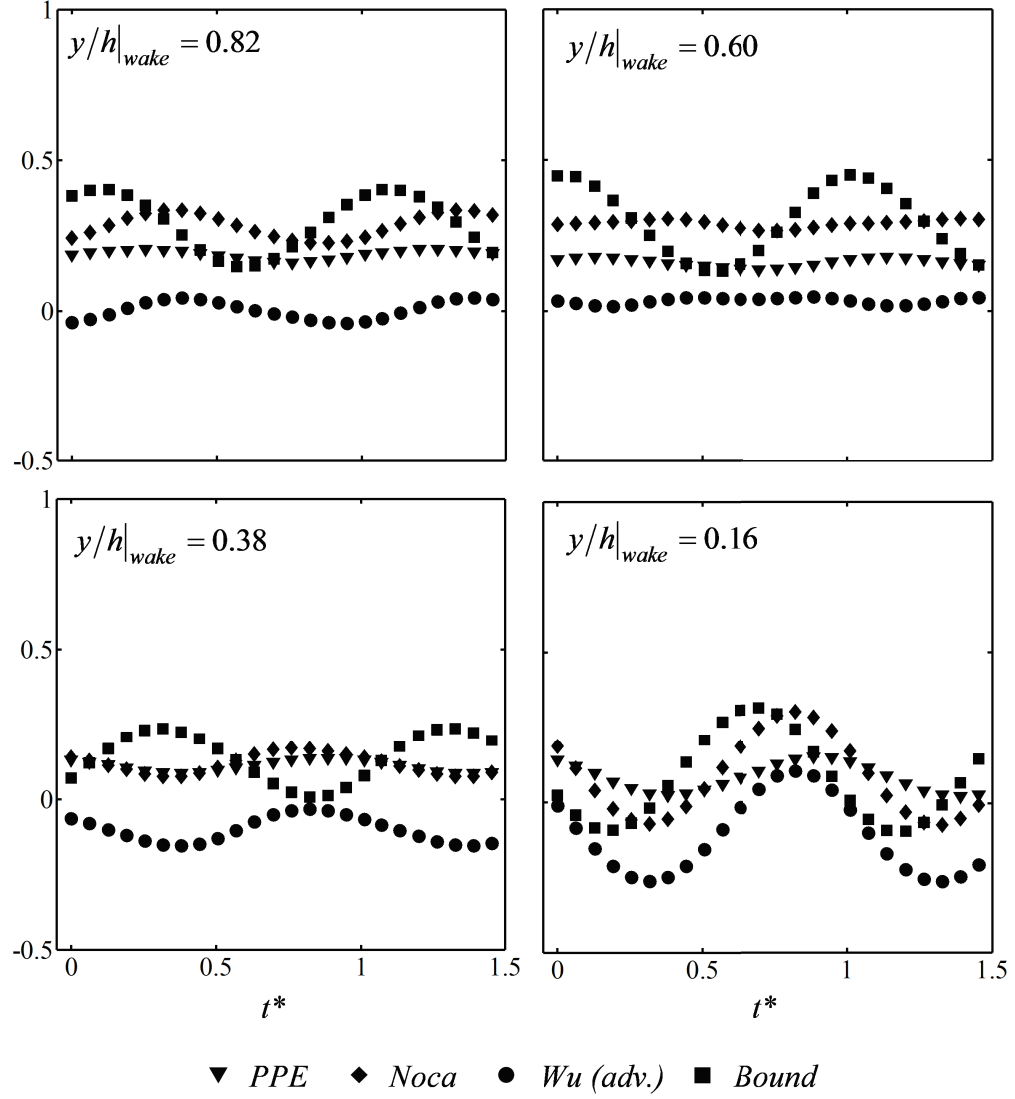 1
y/h|wake = 0.82
y/h|wake = 0.60
0.5
0
-0.5
1
y/h|wake = 0.38
y/h|wake = 0.16
0.5
0
-0.5
0 0.5 1 1.5
0 0.5 1 1.5
t*
t*
PPE Noca Wu (adv.) Bound